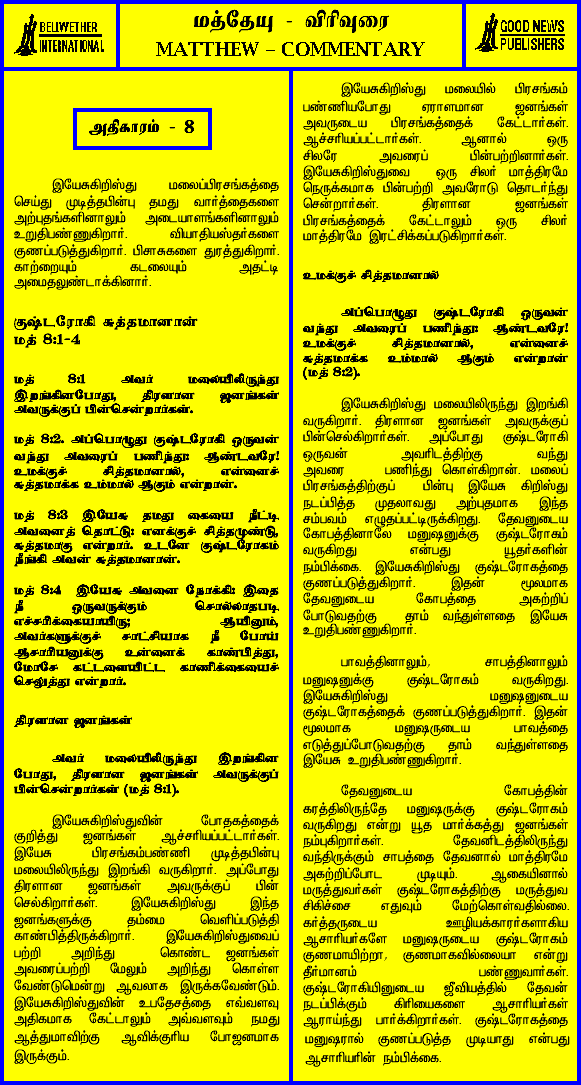 BELLWETHER
INTERNATIONAL
மத்தேயு - விரிவுரை
MATTHEW – COMMENTARY
GOOD NEWS
PUBLISHERS
அதிகாரம் - 8
இயேசுகிறிஸ்து மலைப்பிரசங்கத்தை
செய்து முடித்தபின்பு தமது வார்த்தைகளை
அற்புதங்களினாலும் அடையாளங்களினாலும்
உறுதிபண்ணுகிறார். வியாதியஸ்தர்களை
குணப்படுத்துகிறார். பிசாசுகளை துரத்துகிறார்.
காற்றையும் கடலையும் அதட்டி
அமைதலுண்டாக்கினார்.
குஷ்டரோகி சுத்தமானான்
மத் 8:1-4
மத் 8:1 அவர் மலையிலிருந்து
இறங்கினபோது, திரளான ஜனங்கள்
அவருக்குப் பின்சென்றார்கள்.
மத் 8:2. அப்பொழுது குஷ்டரோகி ஒருவன்
வந்து அவரைப் பணிந்து: ஆண்டவரே!
உமக்குச் சித்தமானால், என்னைச்
சுத்தமாக்க உம்மால் ஆகும் என்றான்.
மத் 8:3 இயேசு தமது கையை நீட்டி
அவனைத் தொட்டு: எனக்குச் சித்தமுண்டு,
சுத்தமாகு என்றார். உடனே குஷ்டரோகம்
நீங்கி அவன் சுத்தமானான்.
மத் 8:4 இயேசு அவனை நோக்கி: இதை
நீ ஒருவருக்கும் சொல்லாதபடி
எச்சரிக்கையாயிரு; ஆயினும்,
அவர்களுக்குச் சாட்சியாக நீ போய்
ஆசாரியனுக்கு உன்னைக் காண்பித்து,
மோசே கட்டளையிட்ட காணிக்கையைச்
செலுத்து என்றார்.
திரளான ஜனங்கள்
அவர் மலையிலிருந்து இறங்கின
போது, திரளான ஜனங்கள் அவருக்குப்
பின்சென்றார்கள் (மத் 8:1).
இயேசுகிறிஸ்துவின் போதகத்தைக்
குறித்து ஜனங்கள் ஆச்சரியப்பட்டார்கள்.
இயேசு பிரசங்கம்பண்ணி முடித்தபின்பு
மலையிலிருந்து இறங்கி வருகிறார். அப்போது
திரளான ஜனங்கள் அவருக்குப் பின்
செல்கிறார்கள். இயேசுகிறிஸ்து இந்த
ஜனங்களுக்கு தம்மை வெளிப்படுத்தி
காண்பித்திருக்கிறார். இயேசுகிறிஸ்துவைப்
பற்றி அறிந்து கொண்ட ஜனங்கள்
அவரைப்பற்றி மேலும் அறிந்து கொள்ள
வேண்டுமென்று ஆவலாக இருக்கவேண்டும்.
இயேசுகிறிஸ்துவின் உபதேசத்தை எவ்வளவு
அதிகமாக கேட்டாலும் அவ்வளவும் நமது
ஆத்துமாவிற்கு ஆவிக்குரிய போஜனமாக
இருக்கும்.
இயேசுகிறிஸ்து மலையில் பிரசங்கம்
பண்ணியபோது ஏராளமான ஜனங்கள்
அவருடைய பிரசங்கத்தைக் கேட்டார்கள்.
ஆச்சரியப்பட்டார்கள். ஆனால் ஒரு
சிலரே அவரைப் பின்பற்றினார்கள்.
இயேசுகிறிஸ்துவை ஒரு சிலர் மாத்திரமே
நெருக்கமாக பின்பற்றி அவரோடு தொடர்ந்து
சென்றார்கள். திரளான ஜனங்கள்
பிரசங்கத்தைக் கேட்டாலும் ஒரு சிலர்
மாத்திரமே இரட்சிக்கப்படுகிறார்கள்.
உமக்குச் சித்தமானால்
அப்பொழுது குஷ்டரோகி ஒருவன்
வந்து அவரைப் பணிந்து: ஆண்டவரே!
உமக்குச் சித்தமானால், என்னைச்
சுத்தமாக்க உம்மால் ஆகும் என்றான்
(மத் 8:2).
இயேசுகிறிஸ்து மலையிலிருந்து இறங்கி
வருகிறார். திரளான ஜனங்கள் அவருக்குப்
பின்செல்கிறார்கள். அப்போது குஷ்டரோகி
ஒருவன் அவரிடத்திற்கு வந்து
அவரை பணிந்து கொள்கிறான். மலைப்
பிரசங்கத்திற்குப் பின்பு இயேசு கிறிஸ்து
நடப்பித்த முதலாவது அற்புதமாக இந்த
சம்பவம் எழுதப்பட்டிருக்கிறது. தேவனுடைய
கோபத்தினாலே மனுஷனுக்கு குஷ்டரோகம்
வருகிறது என்பது யூதர்களின்
நம்பிக்கை. இயேசுகிறிஸ்து குஷ்டரோகத்தை
குணப்படுத்துகிறார். இதன் மூலமாக
தேவனுடைய கோபத்தை அகற்றிப்
போடுவதற்கு தாம் வந்துள்ளதை இயேசு
உறுதிபண்ணுகிறார்.
பாவத்தினாலும், சாபத்தினாலும்
மனுஷனுக்கு குஷ்டரோகம் வருகிறது.
இயேசுகிறிஸ்து மனுஷனுடைய
குஷ்டரோகத்தைக் குணப்படுத்துகிறார். இதன்
மூலமாக மனுஷருடைய பாவத்தை
எடுத்துப்போடுவதற்கு தாம் வந்துள்ளதை
இயேசு உறுதிபண்ணுகிறார்.
தேவனுடைய கோபத்தின்
கரத்திலிருந்தே மனுஷருக்கு குஷ்டரோகம்
வருகிறது என்று யூத மார்க்கத்து ஜனங்கள்
நம்புகிறார்கள். தேவனிடத்திலிருந்து
வந்திருக்கும் சாபத்தை தேவனால் மாத்திரமே
அகற்றிப்போட முடியும். ஆகையினால்
மருத்துவர்கள் குஷ்டரோகத்திற்கு மருத்துவ
சிகிச்சை எதுவும் மேற்கொள்வதில்லை.
கர்த்தருடைய ஊழியக்காரர்களாகிய
ஆசாரியர்களே மனுஷருடைய குஷ்டரோகம்
குணமாயிற்றா, குணமாகவில்லையா என்று
தீர்மானம் பண்ணுவார்கள்.
குஷ்டரோகியினுடைய ஜீவியத்தில் தேவன்
நடப்பிக்கும் கிரியைகளை ஆசாரியர்கள்
ஆராய்ந்து பார்க்கிறார்கள். குஷ்டரோகத்தை
மனுஷரால் குணப்படுத்த முடியாது என்பது
ஆசாரியரின் நம்பிக்கை.